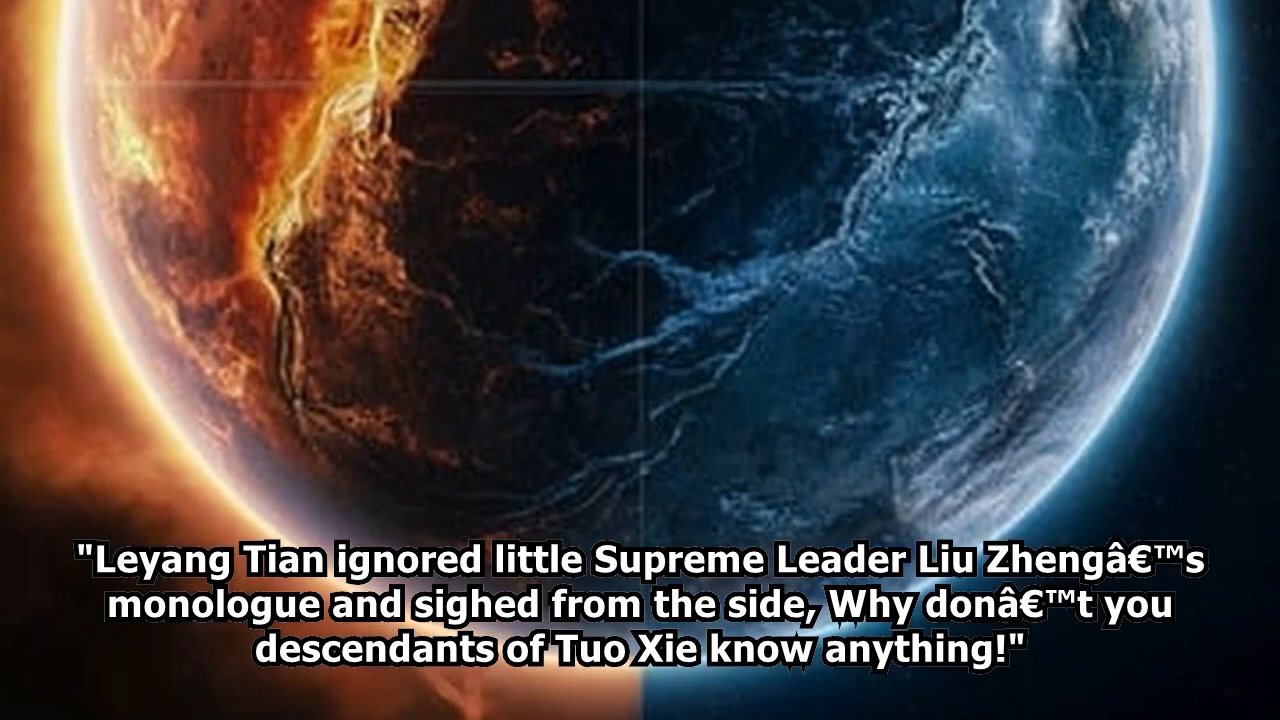 "Leyang Tian ignored little Supreme Leader Liu Zhengâ€™s
monologue and sighed from the side, Why donâ€™t you
descendants of Tuo Xie know anything!"